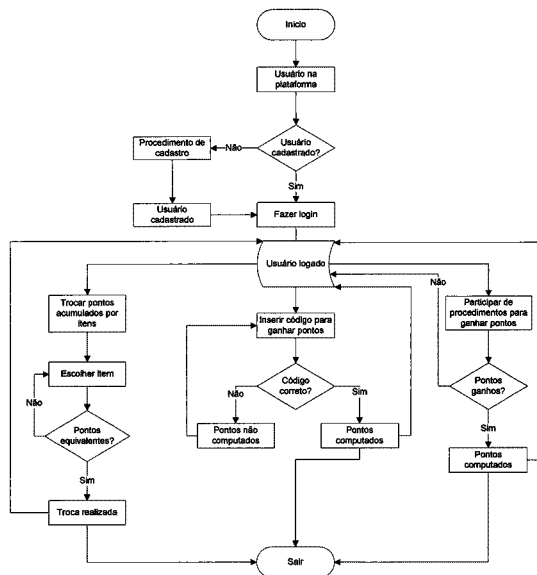 Início
Usuário na
plataforma
Usuário
cadastrado?
Não
Procedimento de
cadastro
Sim
Usuário
cadastrado
Fazer login
Usuário logado
Trocar pontos
acumulados por
itens
Inserir código para
ganhar pontos
Não
Participar de
procedimentos para
ganhar pontos
Escolher item
Não
Código
correto?
Não
Sim
Pontos
ganhos?
Pontos
equivalentes?
Pontos não
computados
Pontos
computados
Sim
Pontos
computados
Sim
Troca realizada
Sair